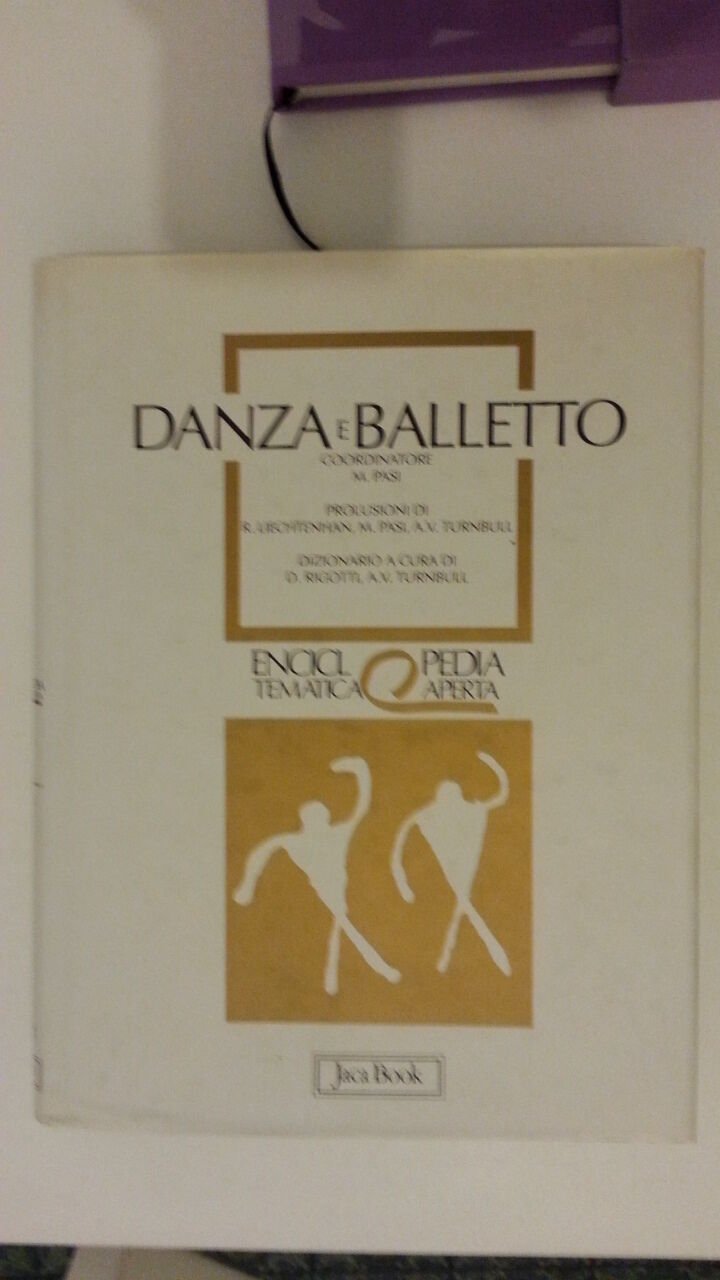 DANZA E BALLETTO
COORDINATORE
M. PASI
PROLUSIONI DI
R. LIECHTENHAN, M. PASI, A.V. TURNBULL
DIZIONARIO A CURA DI
D. RIGOTTI, A.V. TURNBULL
ENCICLOPEDIA
TEMATICA APERTA
Jaca Book